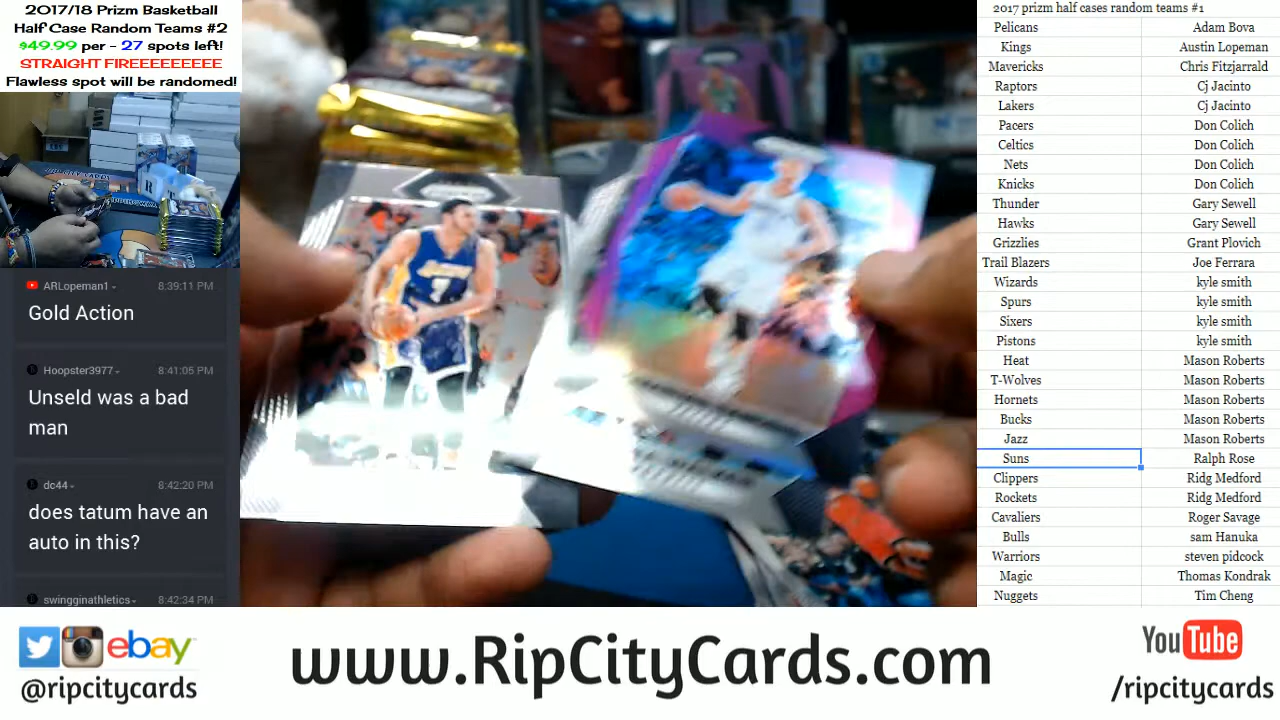 2017/18 Prizm Basketball
Half Case Random Teams #2
$49.99 per - 27 spots left!
STRAIGHT FIREEEEEEEEE
Flawless spot will be randomed!
ARLopeman1
8:39:11 PM
Gold Action
Hoopster3977
8:41:05 PM
Unseld was a bad
man
dc44
8:42:20 PM
does tatum have an
auto in this?
swingginathletics
8:42:34 PM
LAKERS
7
2017 prizm half cases random teams #1
Pelicans Adam Bova
Kings Austin Lopeman
Mavericks Chris Fitzjarrald
Raptors Cj Jacinto
Lakers Cj Jacinto
Pacers Don Colich
Celtics Don Colich
Nets Don Colich
Knicks Don Colich
Thunder Gary Sewell
Hawks Gary Sewell
Grizzlies Grant Plovich
Trail Blazers Joe Ferrara
Wizards kyle smith
Spurs kyle smith
Sixers kyle smith
Pistons kyle smith
Heat Mason Roberts
T-Wolves Mason Roberts
Hornets Mason Roberts
Bucks Mason Roberts
Jazz Mason Roberts
Suns Ralph Rose
Clippers Ridg Medford
Rockets Ridg Medford
Cavaliers Roger Savage
Bulls sam Hanuka
Warriors steven pidcock
Magic Thomas Kondrak
Nuggets Tim Cheng
ebay
@ripcitycards
www.RipCityCards.com
YouTube
/ripcitycards